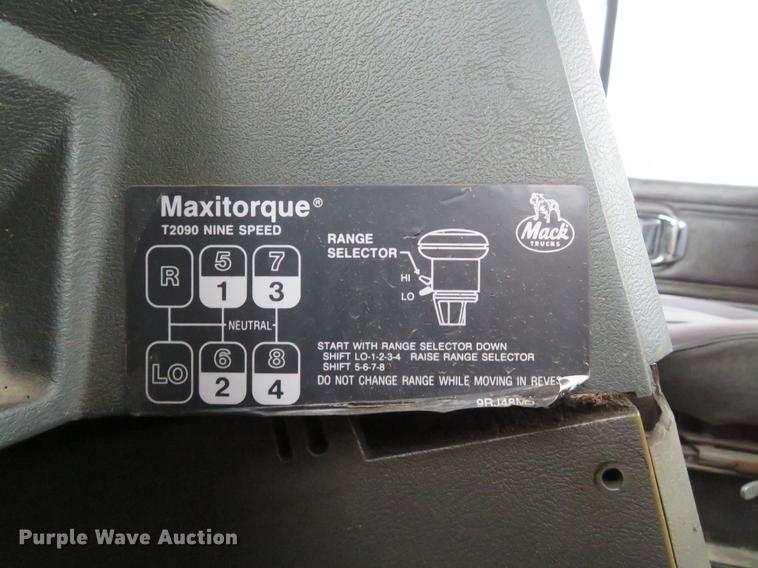 Maxitorque®
T2090 NINE SPEED
RANGE
SELECTOR
HI
LO
Mack
TRUCKS
R 5 7
1 3
NEUTRAL
LO 6 8
2 4
START WITH RANGE SELECTOR DOWN
SHIFT LO-1-2-3-4 RAISE RANGE SELECTOR
SHIFT 5-6-7-8
DO NOT CHANGE RANGE WHILE MOVING IN
Purple Wave Auction